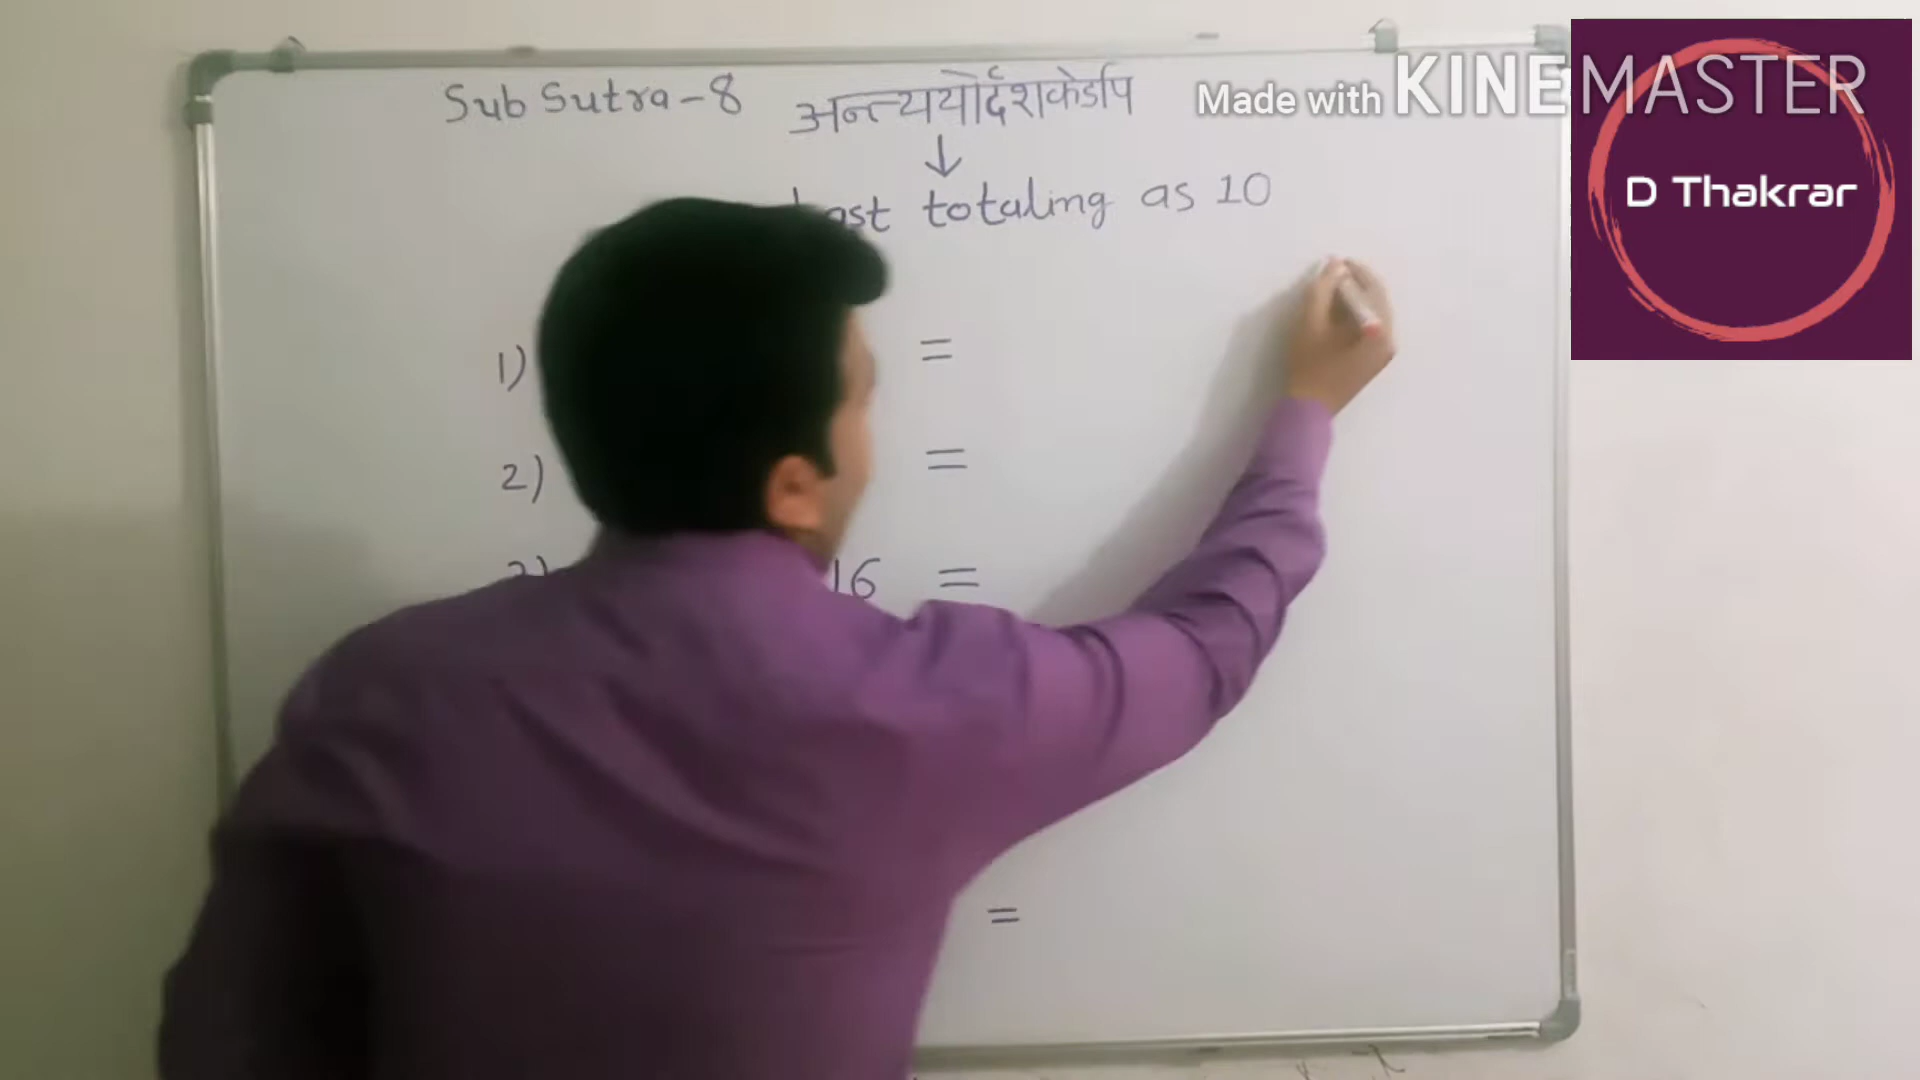 Sub Sutra-8 अन्त्ययोर्दशकेऽपि
Made with KINEMASTER
D Thakrar
↓
Last totaling as 10
1) =
2) =
3) 16 =
=